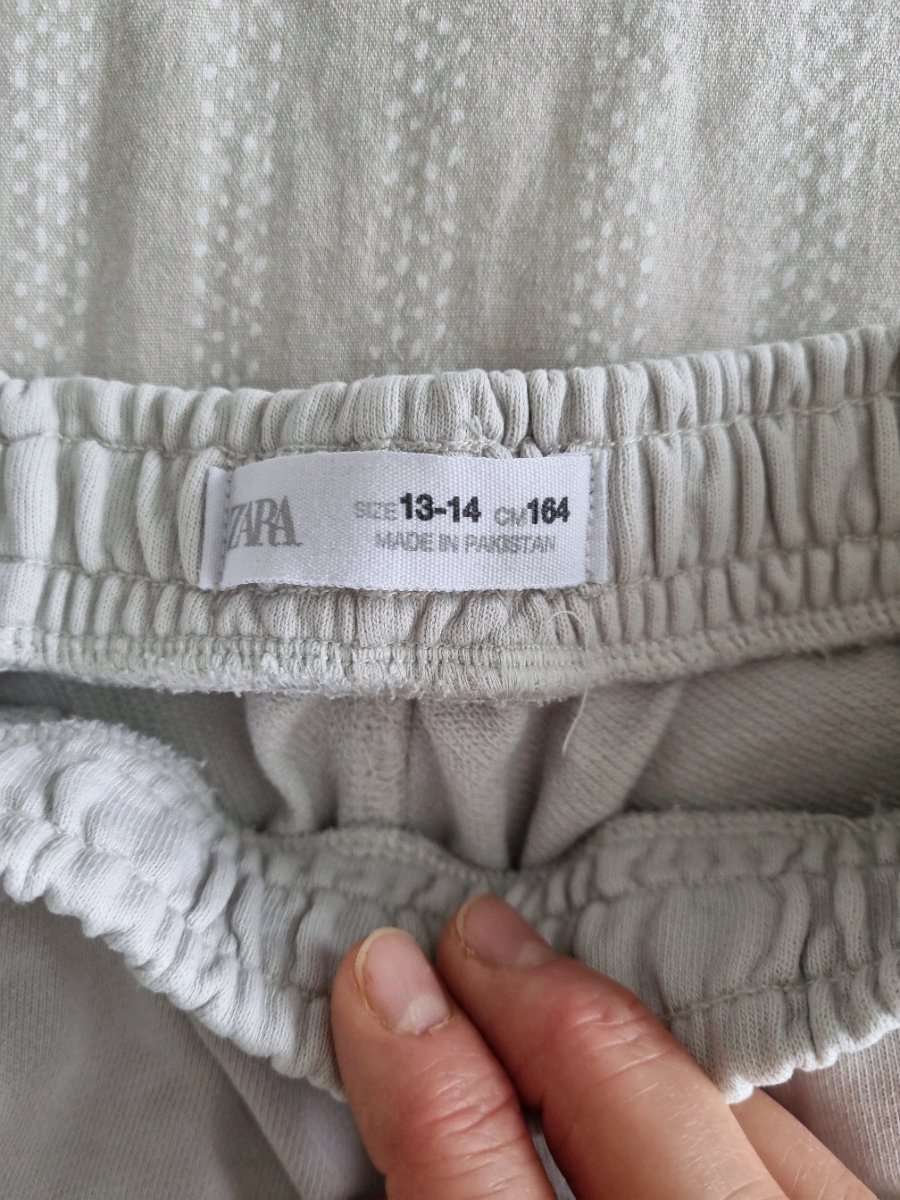 ZARA
SIZE 13-14 CM 164
MADE IN PAKISTAN